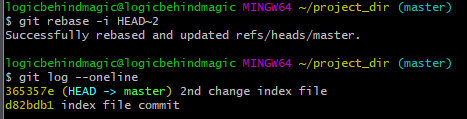 logicbehindmagic@logicbehindmagic MINGW64 ~/project_dir (master)
$ git rebase -i HEAD~2
Successfully rebased and updated refs/heads/master.
logicbehindmagic@logicbehindmagic MINGW64 ~/project_dir (master)
$ git log --oneline
365357e (HEAD -> master) 2nd change index file
d82bdb1 index file commit